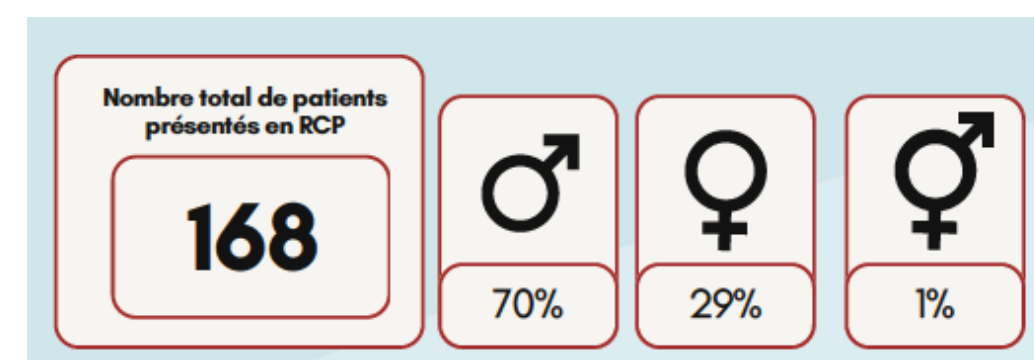 Nombre total de patients
présentés en RCP
168
70%
29%
1%